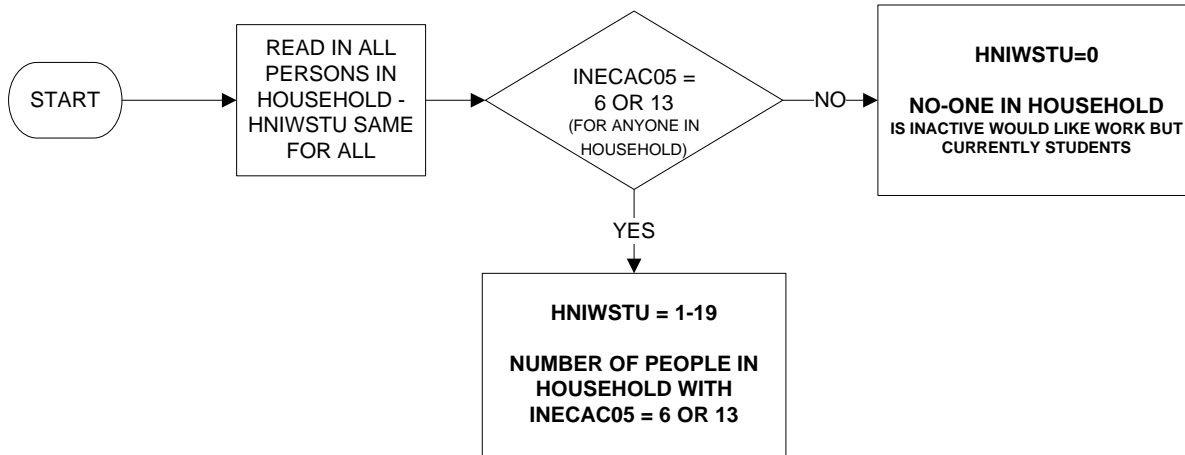 START
READ IN ALL
PERSONS IN
HOUSEHOLD -
HNIWSTU SAME
FOR ALL
INECAC05 =
6 OR 13
(FOR ANYONE IN
HOUSEHOLD)
NO
HNIWSTU=0
NO-ONE IN HOUSEHOLD
IS INACTIVE WOULD LIKE WORK BUT
CURRENTLY STUDENTS
YES
HNIWSTU = 1-19
NUMBER OF PEOPLE IN
HOUSEHOLD WITH
INECAC05 = 6 OR 13